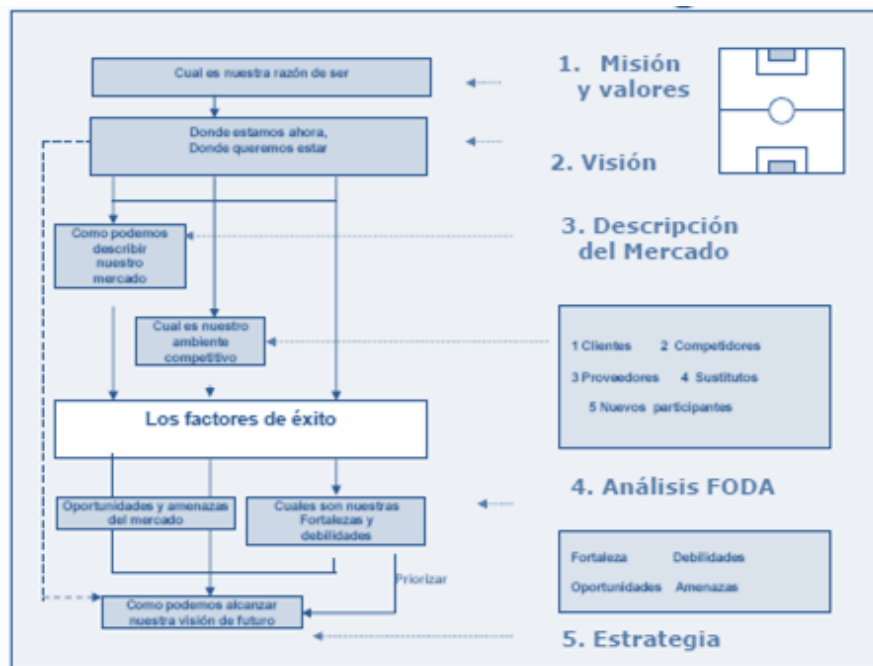 Cual es nuestra razón de ser
1. Misión
y valores
Donde estamos ahora,
Donde queremos estar
2. Visión
Como podemos
describir
nuestro
mercado
3. Descripción
del Mercado
Cual es nuestro
ambiente
competitivo
1 Clientes 2 Competidores
3 Proveedores 4 Sustitutos
5 Nuevos participantes
Los factores de éxito
Oportunidades y amenazas
del mercado
Cuales son nuestras
Fortalezas y
debilidades
4. Análisis FODA
Fortaleza Debilidades
Oportunidades Amenazas
Priorizar
Como podemos alcanzar
nuestra visión de futuro
5. Estrategia